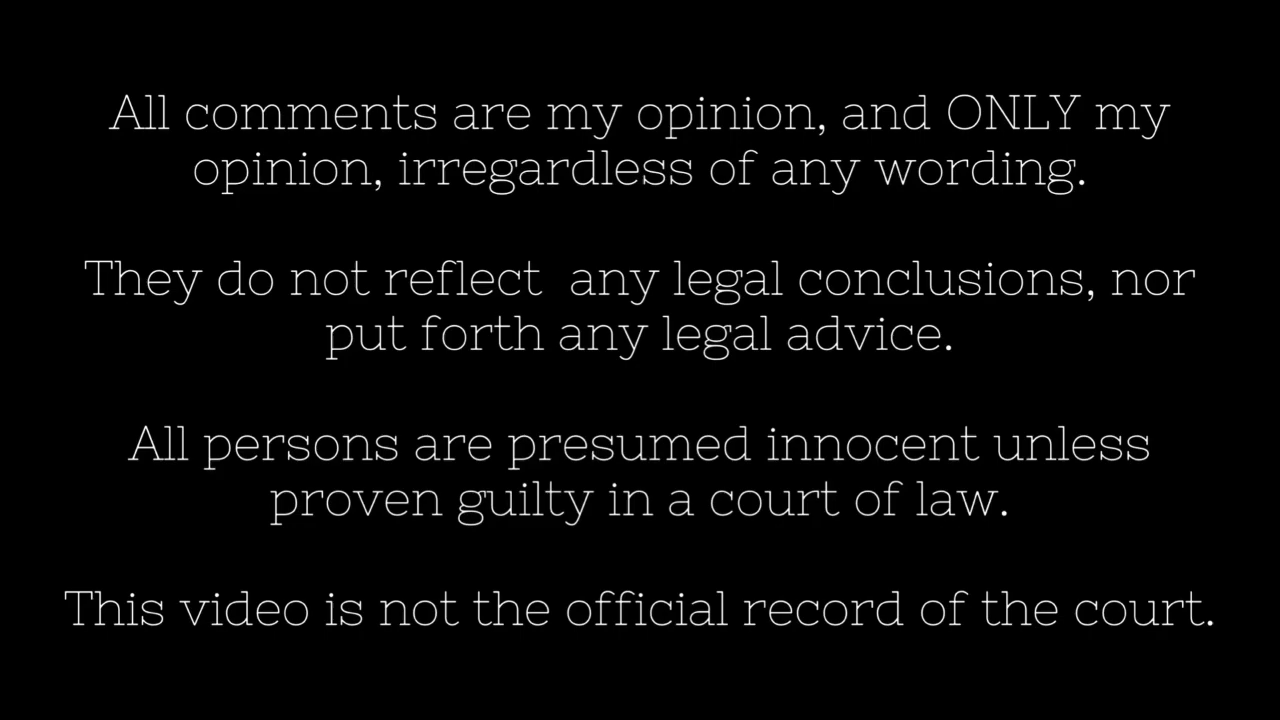 All comments are my opinion, and ONLY my
opinion, irregardless of any wording.
They do not reflect  any legal conclusions, nor
put forth any legal advice.
All persons are presumed innocent unless
proven guilty in a court of law.
This video is not the official record of the court.